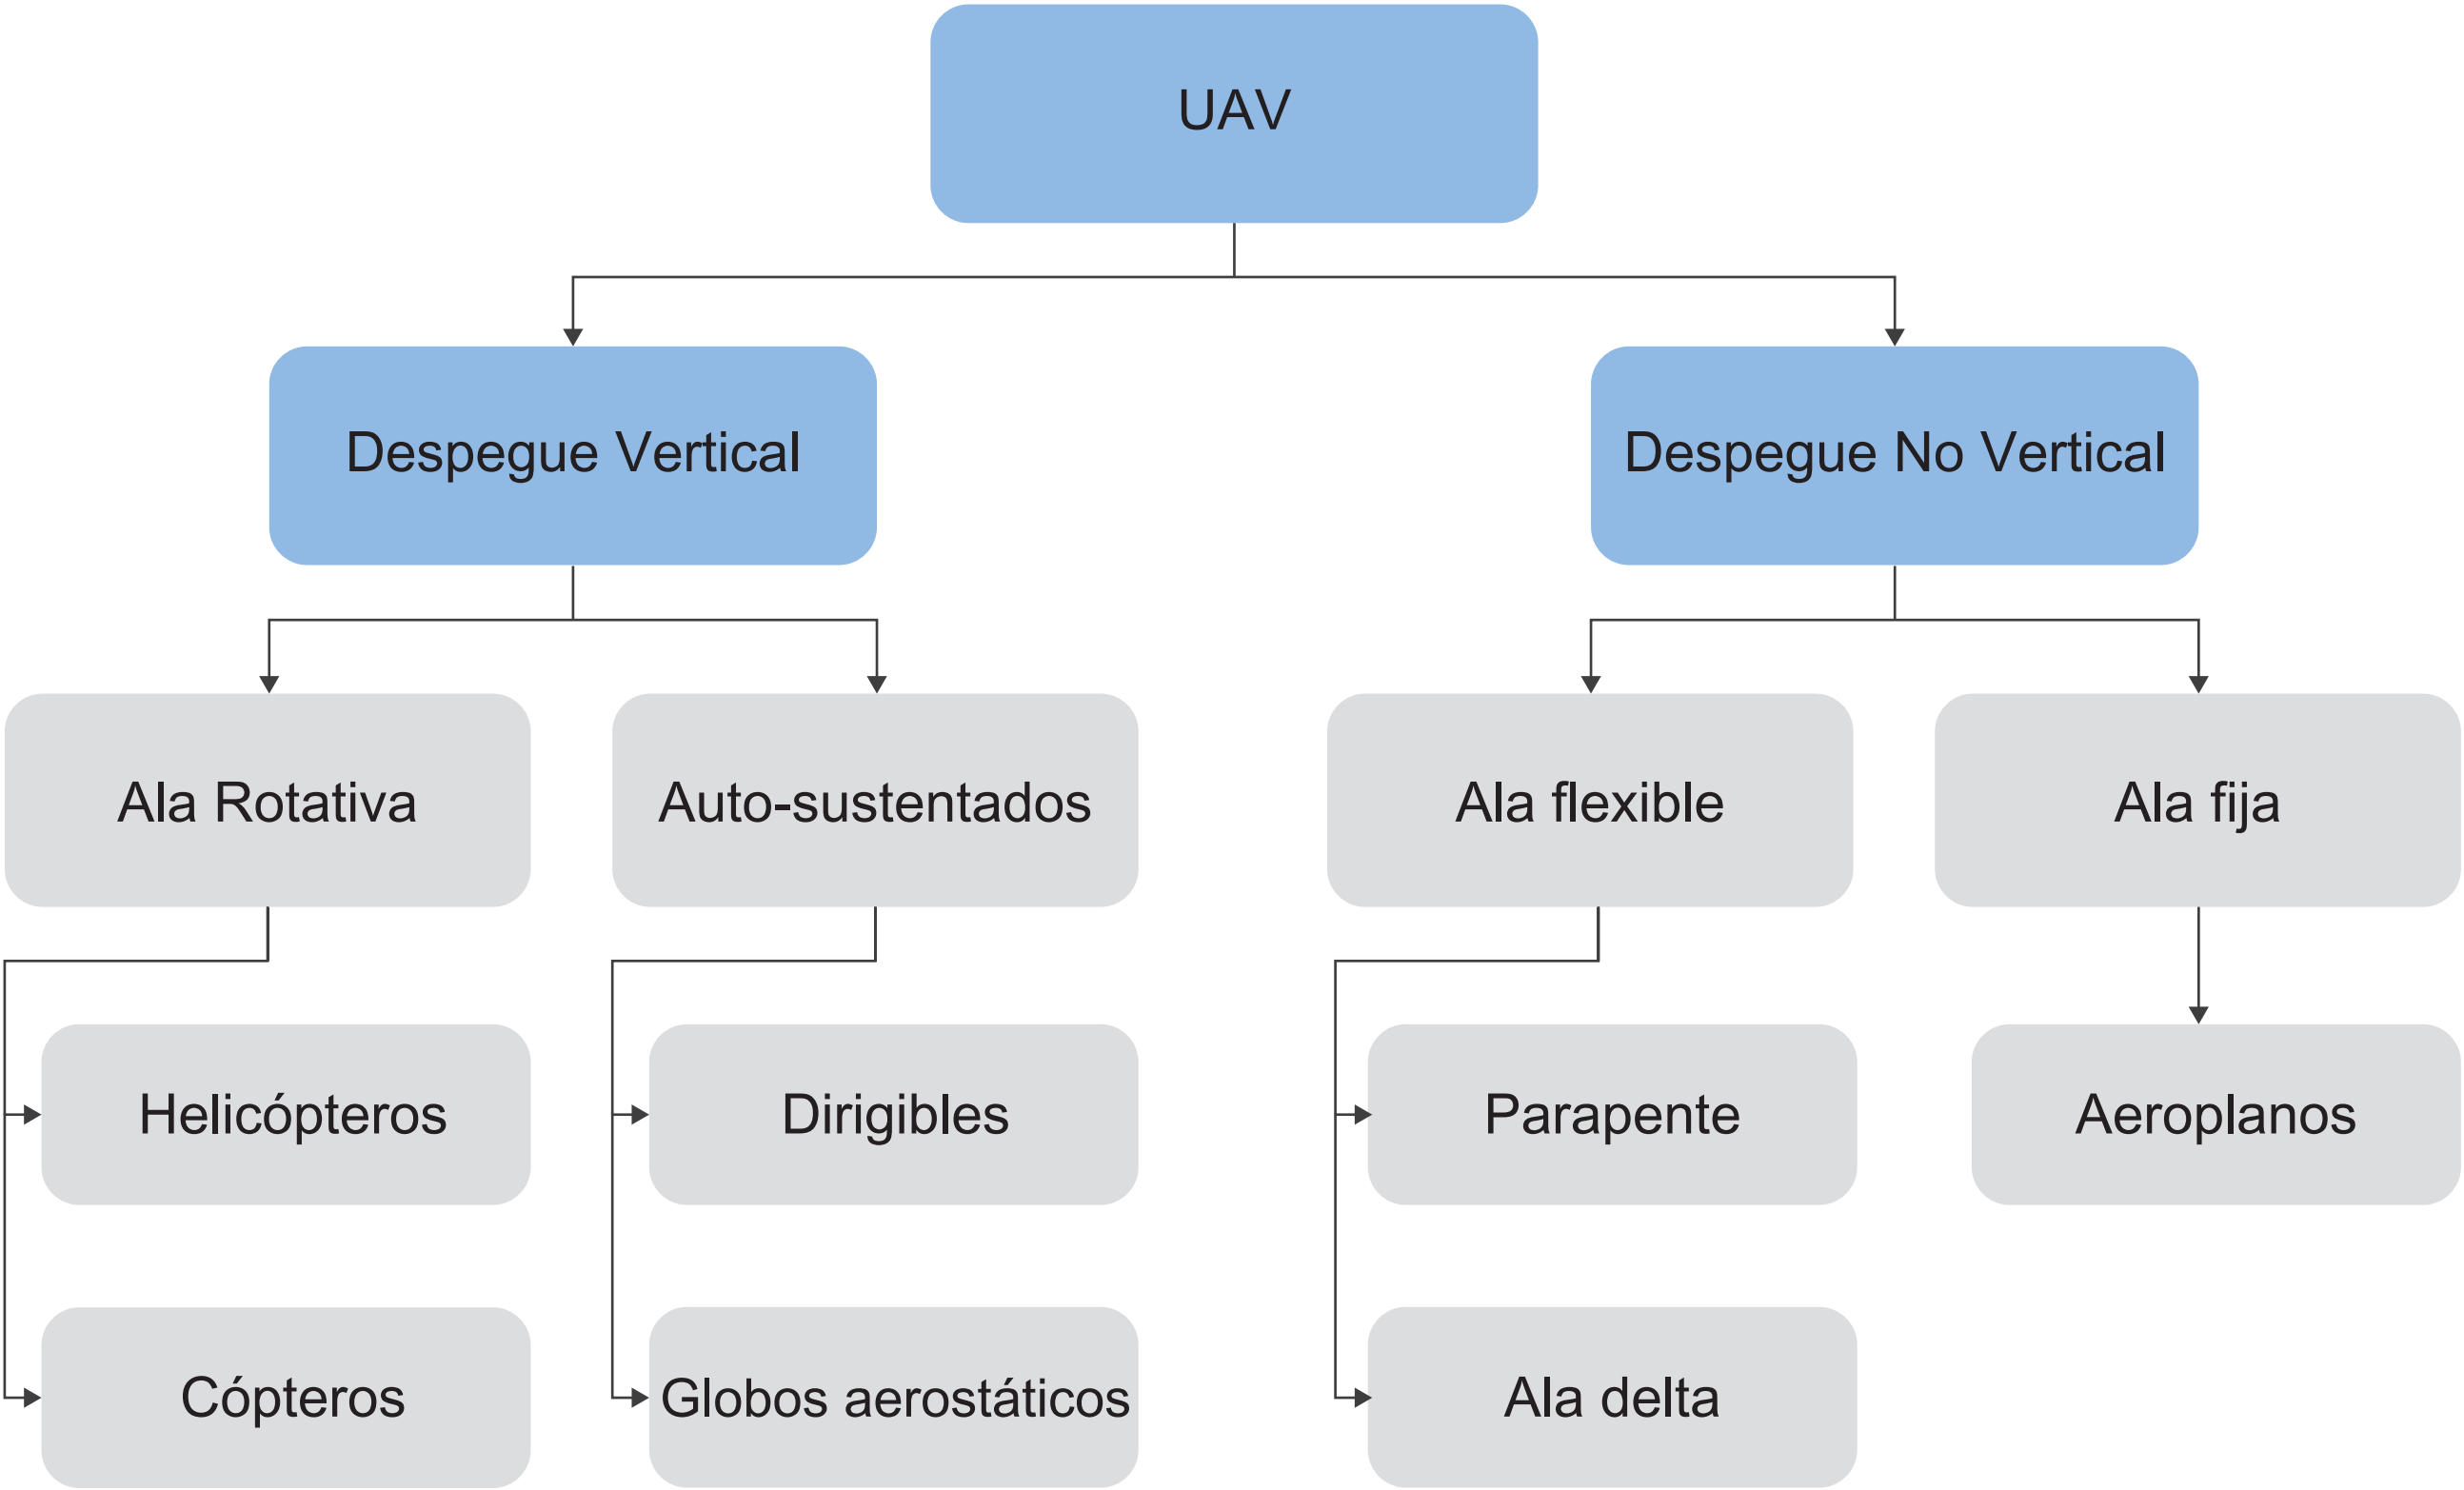 UAV
Despegue Vertical
Despegue No Vertical
Ala Rotativa
Auto-sustentados
Ala flexible
Ala fija
Helicópteros
Dirigibles
Parapente
Aeroplanos
Cópteros
Globos aerostáticos
Ala delta